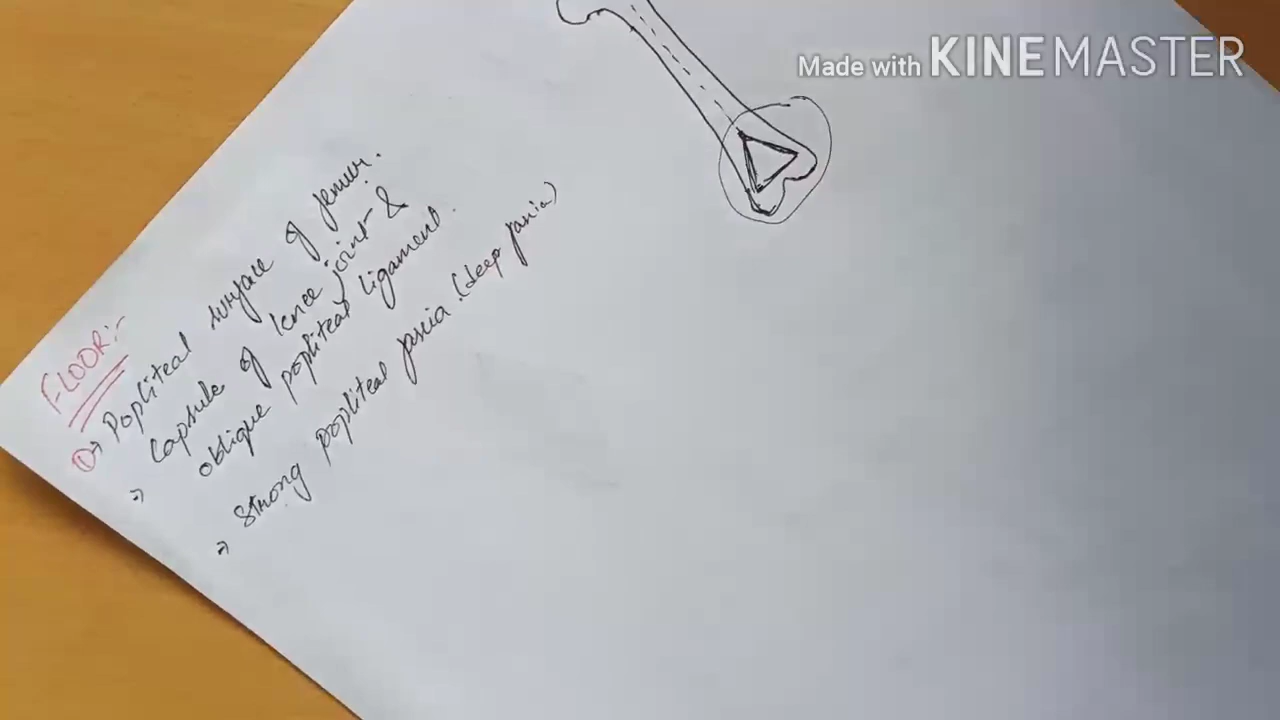 Made with KINEMASTER
FLOOR:-
① → Popliteal surface of femur.
→ Capsule of knee joint &
oblique popliteal ligament.
→ Strong popliteal fascia. (deep fascia)